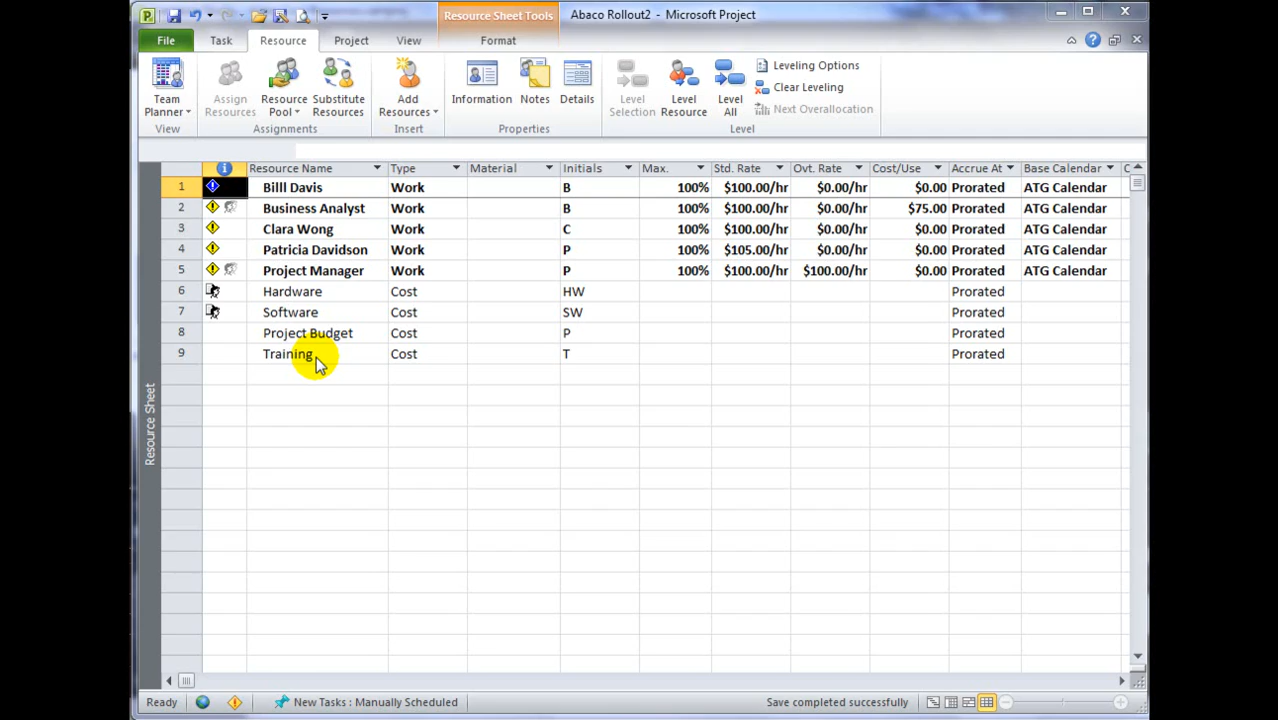 Resource Sheet Tools
Abaco Rollout2 - Microsoft Project
File Task Resource Project View Format
Team Planner
Assign Resources
Resource Pool
Substitute Resources
Add Resources
Information
Notes
Details
Level Selection
Level Resource
Level All
Leveling Options
Clear Leveling
Next Overallocation
View Assignments Insert Properties Level
Resource Name Type Material Initials Max. Std. Rate Ovt. Rate Cost/Use Accrue At Base Calendar C
1 Billl Davis Work B 100% $100.00/hr $0.00/hr $0.00 Prorated ATG Calendar
2 Business Analyst Work B 100% $100.00/hr $0.00/hr $75.00 Prorated ATG Calendar
3 Clara Wong Work C 100% $100.00/hr $0.00/hr $0.00 Prorated ATG Calendar
4 Patricia Davidson Work P 100% $105.00/hr $0.00/hr $0.00 Prorated ATG Calendar
5 Project Manager Work P 100% $100.00/hr $100.00/hr $0.00 Prorated ATG Calendar
6 Hardware Cost HW Prorated
7 Software Cost SW Prorated
8 Project Budget Cost P Prorated
9 Training Cost T Prorated
Resource Sheet
Ready New Tasks : Manually Scheduled Save completed successfully